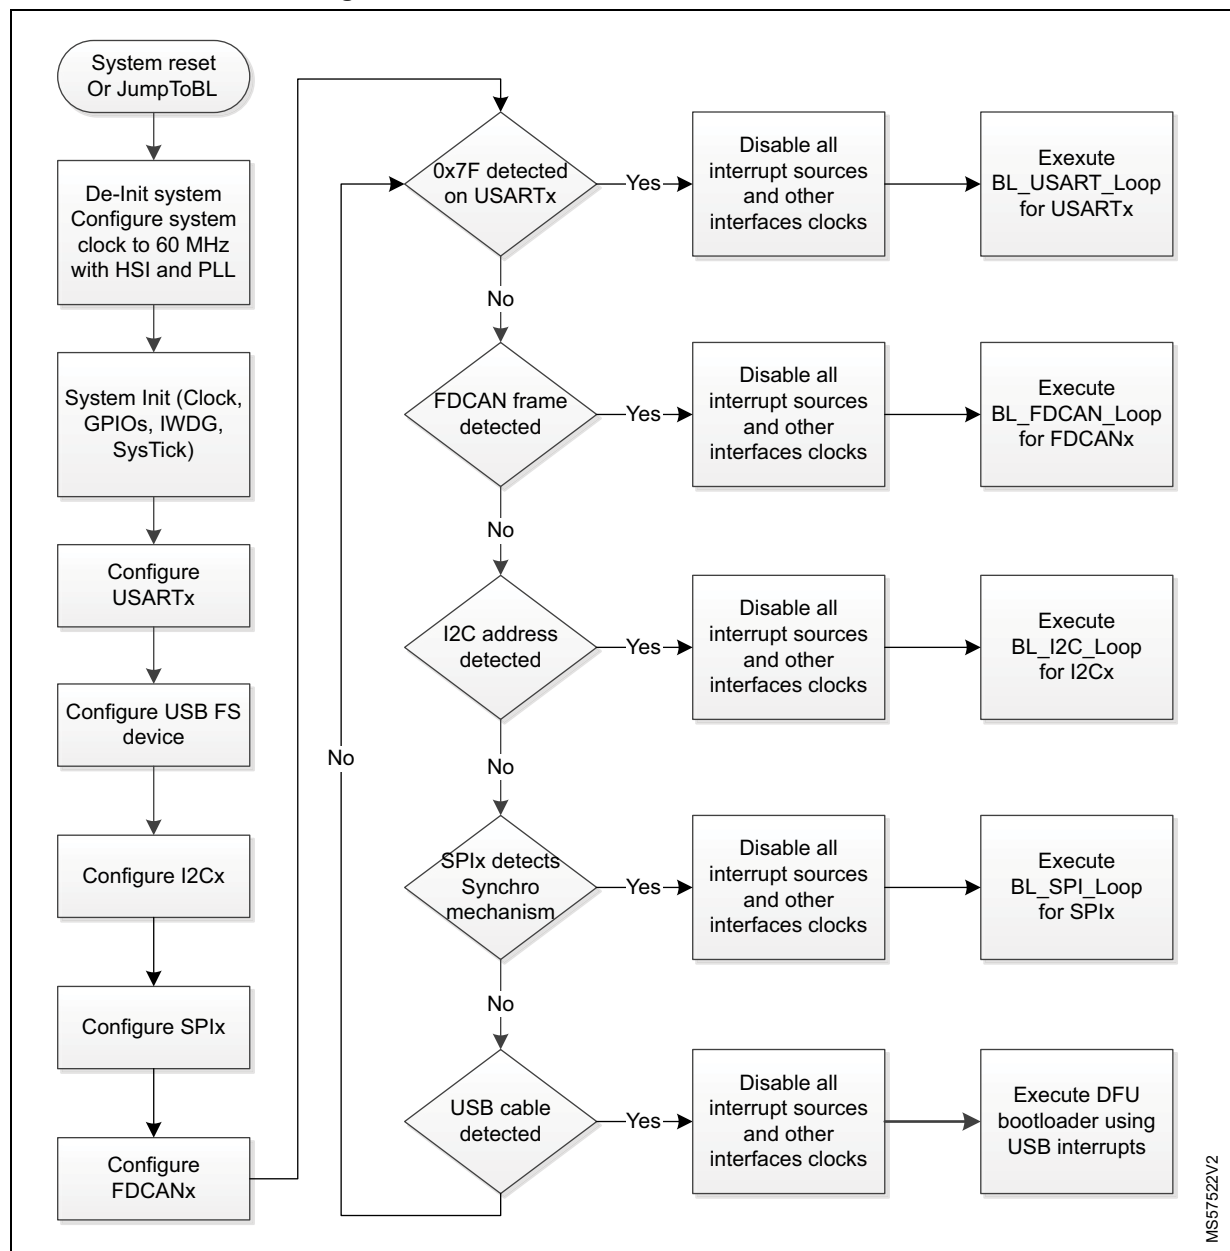 System reset
Or JumpToBL
De-Init system
Configure system
clock to 60 MHz
with HSI and PLL
System Init (Clock,
GPIOs, IWDG,
SysTick)
Configure
USARTx
Configure USB FS
device
Configure I2Cx
Configure SPIx
Configure
FDCANx
0x7F detected
on USARTx
Yes
Disable all
interrupt sources
and other
interfaces clocks
Exexute
BL_USART_Loop
for USARTx
No
FDCAN frame
detected
Yes
Disable all
interrupt sources
and other
interfaces clocks
Execute
BL_FDCAN_Loop
for FDCANx
No
I2C address
detected
Yes
Disable all
interrupt sources
and other
interfaces clocks
Execute
BL_I2C_Loop
for I2Cx
No
No
SPIx detects
Synchro
mechanism
Yes
Disable all
interrupt sources
and other
interfaces clocks
Execute
BL_SPI_Loop
for SPIx
No
USB cable
detected
Yes
Disable all
interrupt sources
and other
interfaces clocks
Execute DFU
bootloader using
USB interrupts
MS57522V2